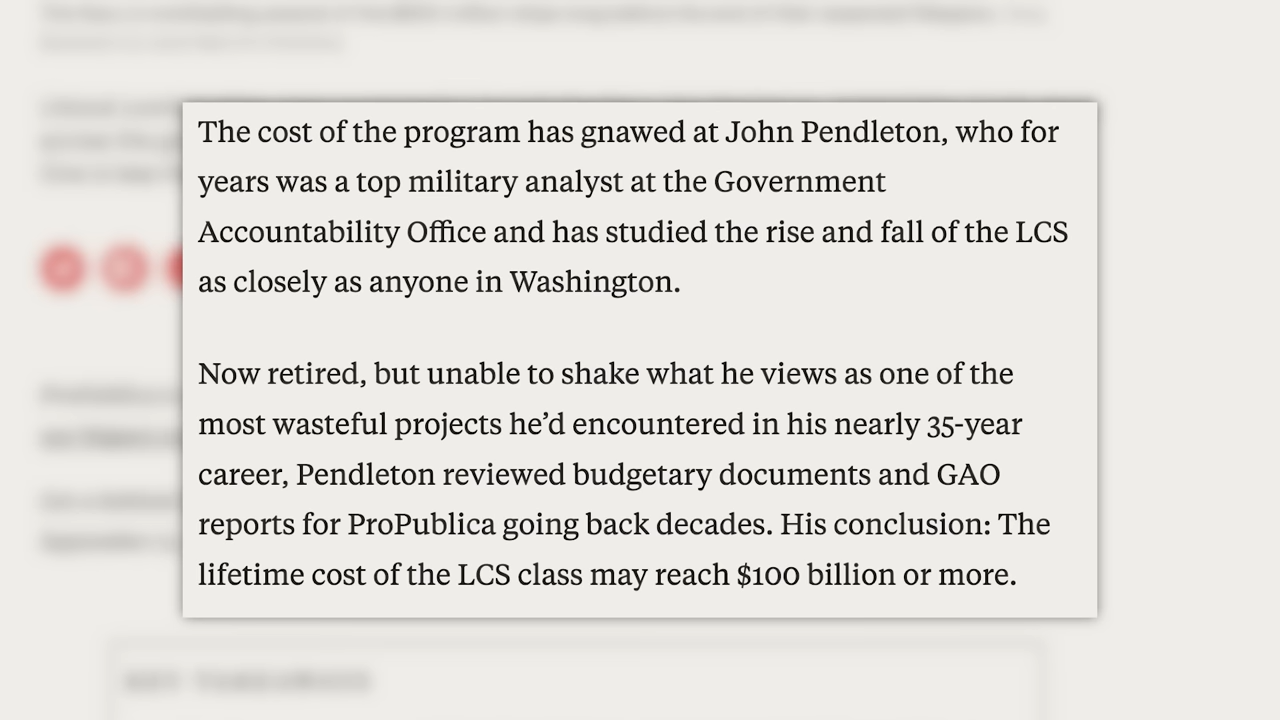 The cost of the program has gnawed at John Pendleton, who for
years was a top military analyst at the Government
Accountability Office and has studied the rise and fall of the LCS
as closely as anyone in Washington.
Now retired, but unable to shake what he views as one of the
most wasteful projects he’d encountered in his nearly 35-year
career, Pendleton reviewed budgetary documents and GAO
reports for ProPublica going back decades. His conclusion: The
lifetime cost of the LCS class may reach $100 billion or more.